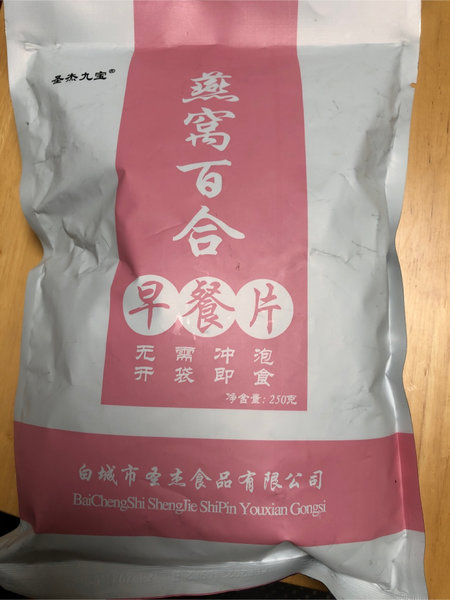 圣杰九宝®
燕窝百合
早餐片
无需冲泡
开袋即食
净含量:250克
白城市圣杰食品有限公司
BaiChengShi ShengJie ShiPin Youxian Gongsi